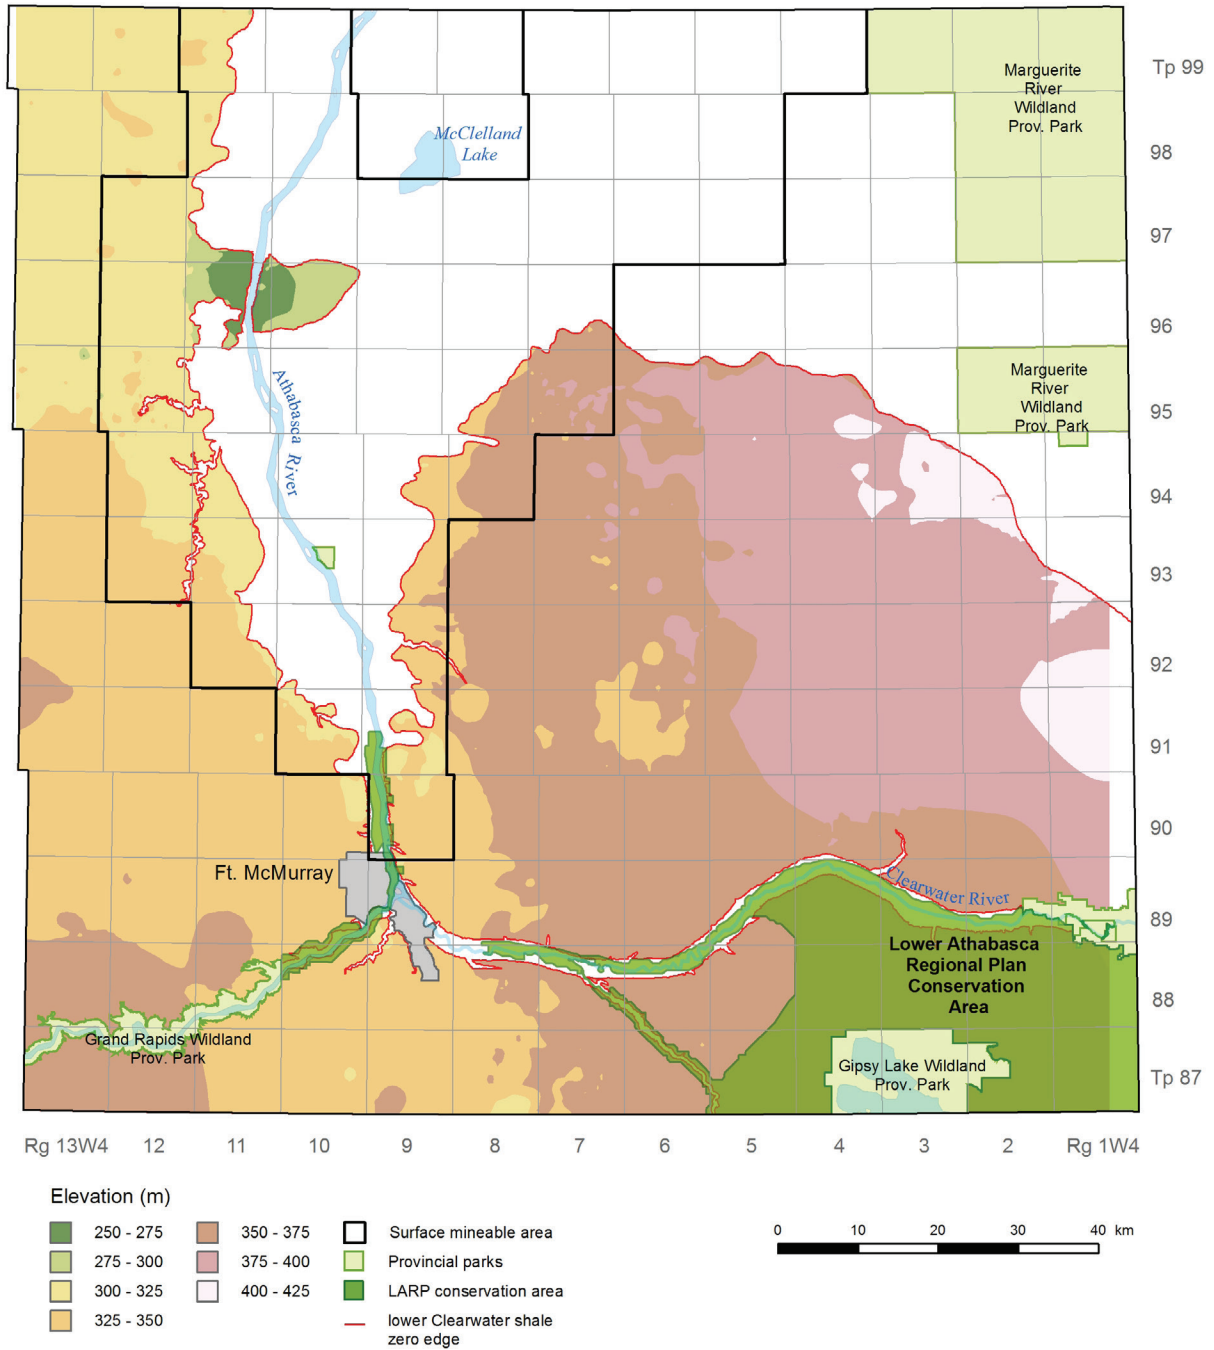 Tp 99
Marguerite
River
Wildland
Prov. Park
McClelland
Lake
98
97
96
Marguerite
River
Wildland
Prov. Park
95
Athabasca River
94
93
92
91
90
Ft. McMurray
Clearwater River
89
Lower Athabasca
Regional Plan
Conservation
Area
88
Grand Rapids Wildland
Prov. Park
Gipsy Lake Wildland
Prov. Park
Tp 87
Rg 13W4 12 11 10 9 8 7 6 5 4 3 2 Rg 1W4
Elevation (m)
250 - 275
275 - 300
300 - 325
325 - 350
350 - 375
375 - 400
400 - 425
Surface mineable area
Provincial parks
LARP conservation area
lower Clearwater shale
zero edge
0 10 20 30 40 km